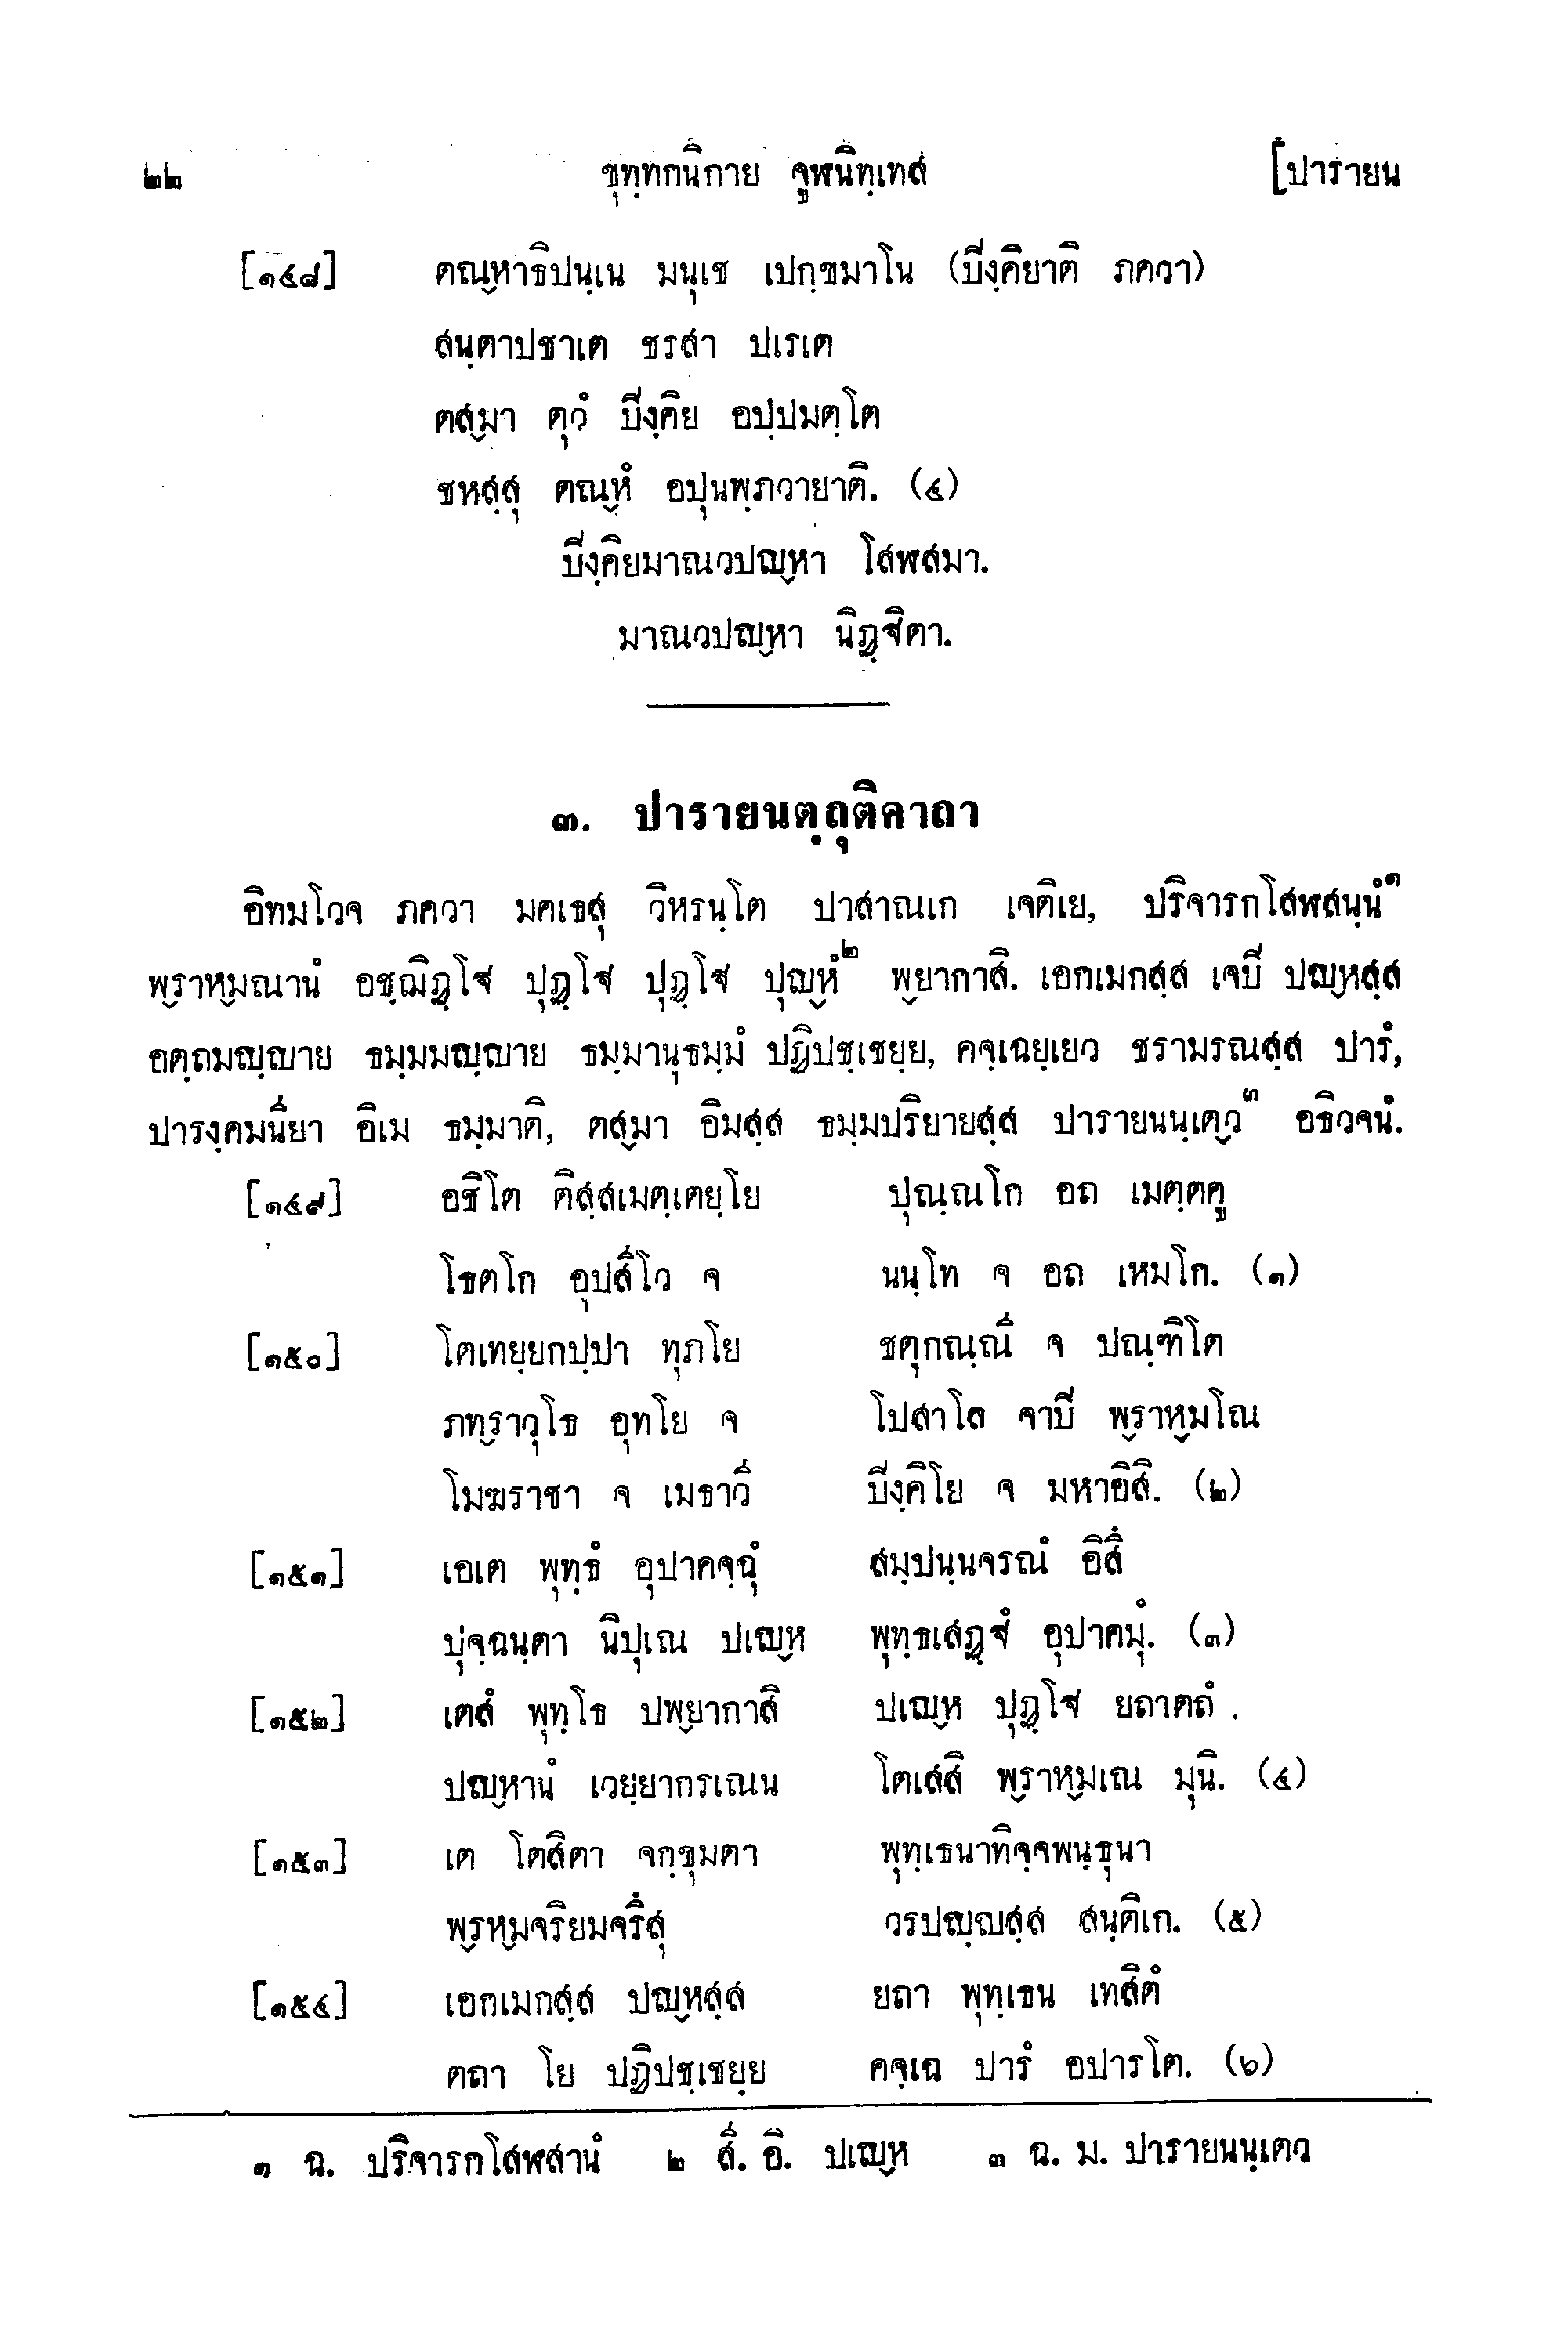 ๒๒ ขุทฺทกนิกาย จูฬนิทฺเทส [ปารายน
[๑๔๘] ตณฺหาธิปนฺเน มนุเช เปกฺขมาโน (ปิงฺคิยาติ ภควา)
สนฺตาปชาเต ชรสา ปเรเต
ตสฺมา ตุวํ ปิงฺคิย อปฺปมตฺโต
ชหสฺสุ ตณฺหํ อปุนพฺภวายาติ. (๔)
ปิงฺคิยมาณวปญฺหา โสฬสมา.
มาณวปญฺหา นิฏฺฐิตา.
๓. ปารายนตฺถุติคาถา
อิทมโวจ ภควา มคเธสุ วิหรนฺโต ปาสาณเก เจติเย, ปริจารกโสฬสนฺนํ๑
พฺราหฺมณานํ อชฺฌิฏฺโฐ ปุฏฺโฐ ปุฏฺโฐ ปุญฺหํ๒ พฺยากาสิ. เอกเมกสฺส เจปิ ปญฺหสฺส
อตฺถมญฺญาย ธมฺมมญฺญาย ธมฺมานุธมฺมํ ปฏิปชฺเชยฺย, คจฺเฉยฺเยว ชรามรณสฺส ปารํ,
ปารงฺคมนียา อิเม ธมฺมาติ, ตสฺมา อิมสฺส ธมฺมปริยายสฺส ปารายนนฺเตฺว๓ อธิวจนํ.
[๑๔๙] อชิโต ติสฺสเมตฺเตยฺโย ปุณฺณโก อถ เมตฺตคู
โธตโก อุปสีโว จ นนฺโท จ อถ เหมโก. (๑)
[๑๕๐] โตเทยฺยกปฺปา ทุภโย ชตุกณฺณี จ ปณฺฑิโต
ภทฺราวุโธ อุทโย จ โปสาโล จาปิ พฺราหฺมโณ
โมฆราชา จ เมธาวี ปิงฺคิโย จ มหาอิสิ. (๒)
[๑๕๑] เอเต พุทฺธํ อุปาคจฺฉุํ สมฺปนฺนจรณํ อิสึ
ปุจฺฉนฺตา นิปุเณ ปเญฺห พุทฺธเสฏฺฐํ อุปาคมุํ. (๓)
[๑๕๒] เตสํ พุทฺโธ ปพฺยากาสิ ปเญฺห ปุฏฺโฐ ยถาตถํ
ปญฺหานํ เวยฺยากรเณน โตเสสิ พฺราหฺมเณ มุนิ. (๔)
[๑๕๓] เต โตสิตา จกฺขุมตา พุทฺเธนาทิจฺจพนฺธุนา
พฺรหฺมจริยมจรึสุ วรปญฺญสฺส สนฺติเก. (๕)
[๑๕๔] เอกเมกสฺส ปญฺหสฺส ยถา พุทฺเธน เทสิตํ
ตถา โย ปฏิปชฺเชยฺย คจฺเฉ ปารํ อปารโต. (๖)
๑ ฉ. ปริจารกโสฬสานํ ๒ สี. อิ. ปเญฺห ๓ ฉ. ม. ปารายนนฺเตว